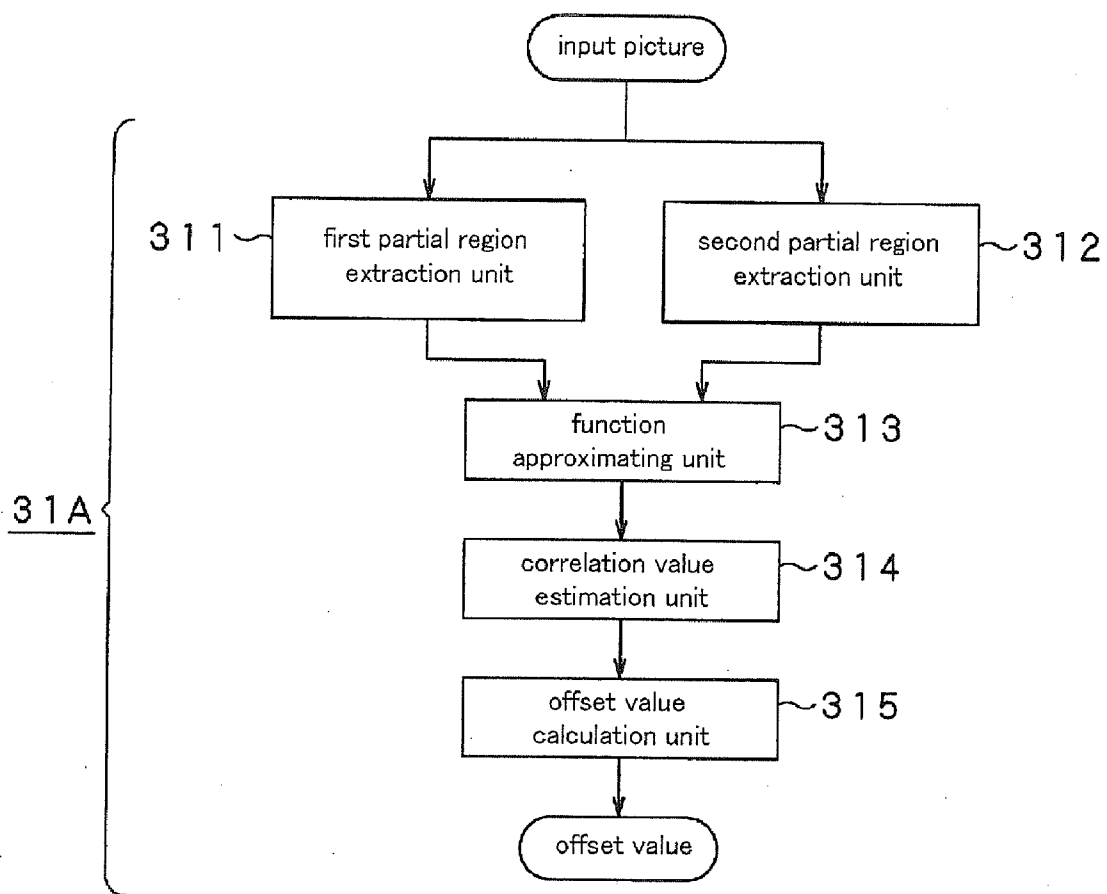 input picture
311
first partial region
extraction unit
second partial region
extraction unit
312
function
approximating unit
313
31A
correlation value
estimation unit
314
offset value
calculation unit
315
offset value